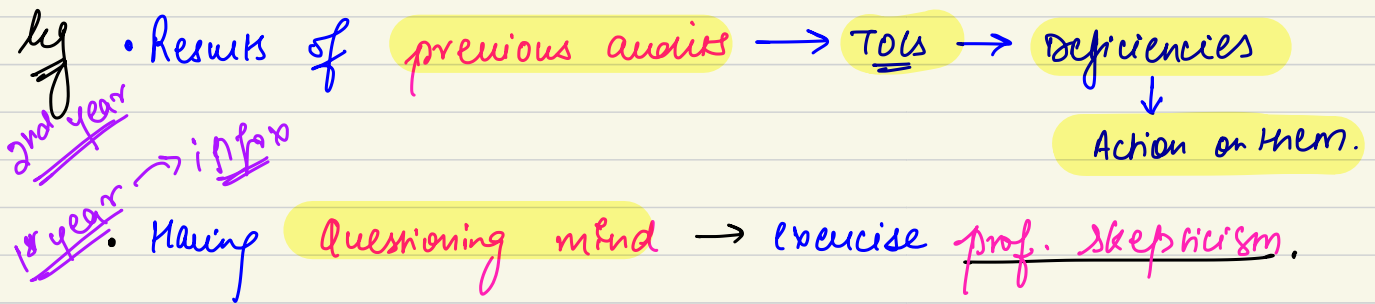 eg • Results of previous audits → TOCs → Deficiencies
↓
Action on them.
2nd year
1st year → info
• Having Questioning mind → exercise prof. skepticism.